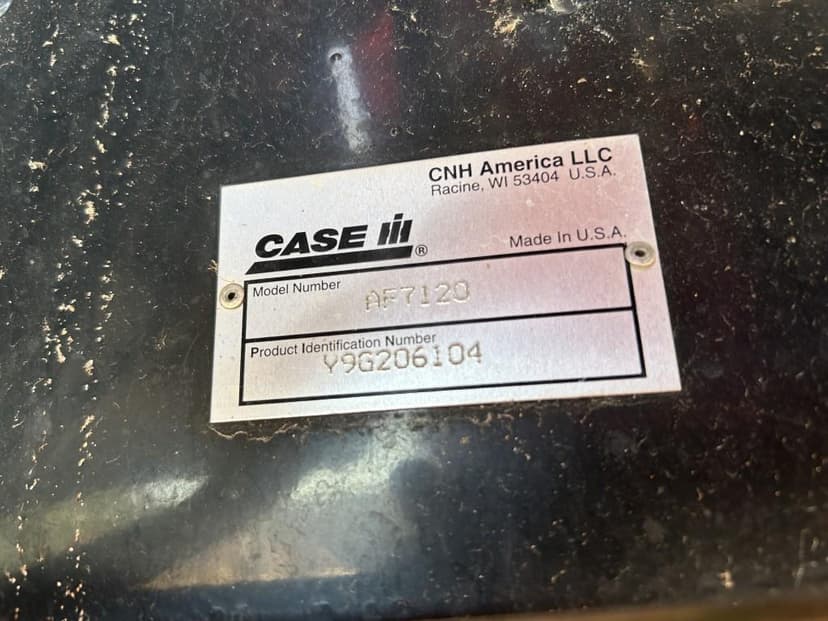 CNH America LLC
Racine, WI 53404 U.S.A.
CASE IH®
Made In U.S.A.
Model Number AF7120
Product Identification Number
Y9G206104